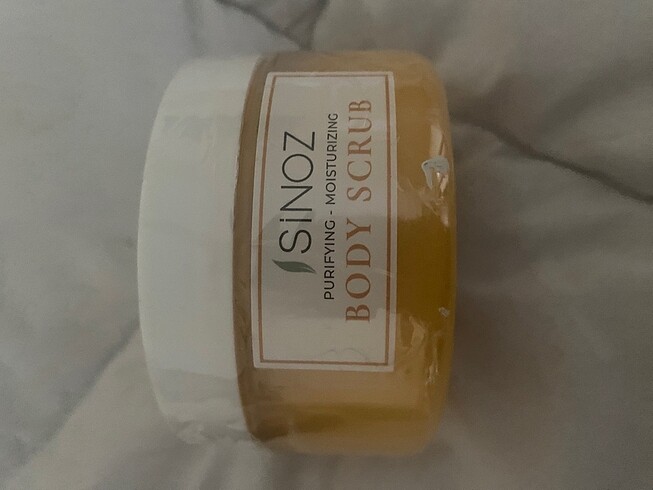 SiNOZ
PURIFYING - MOISTURIZING
BODY SCRUB